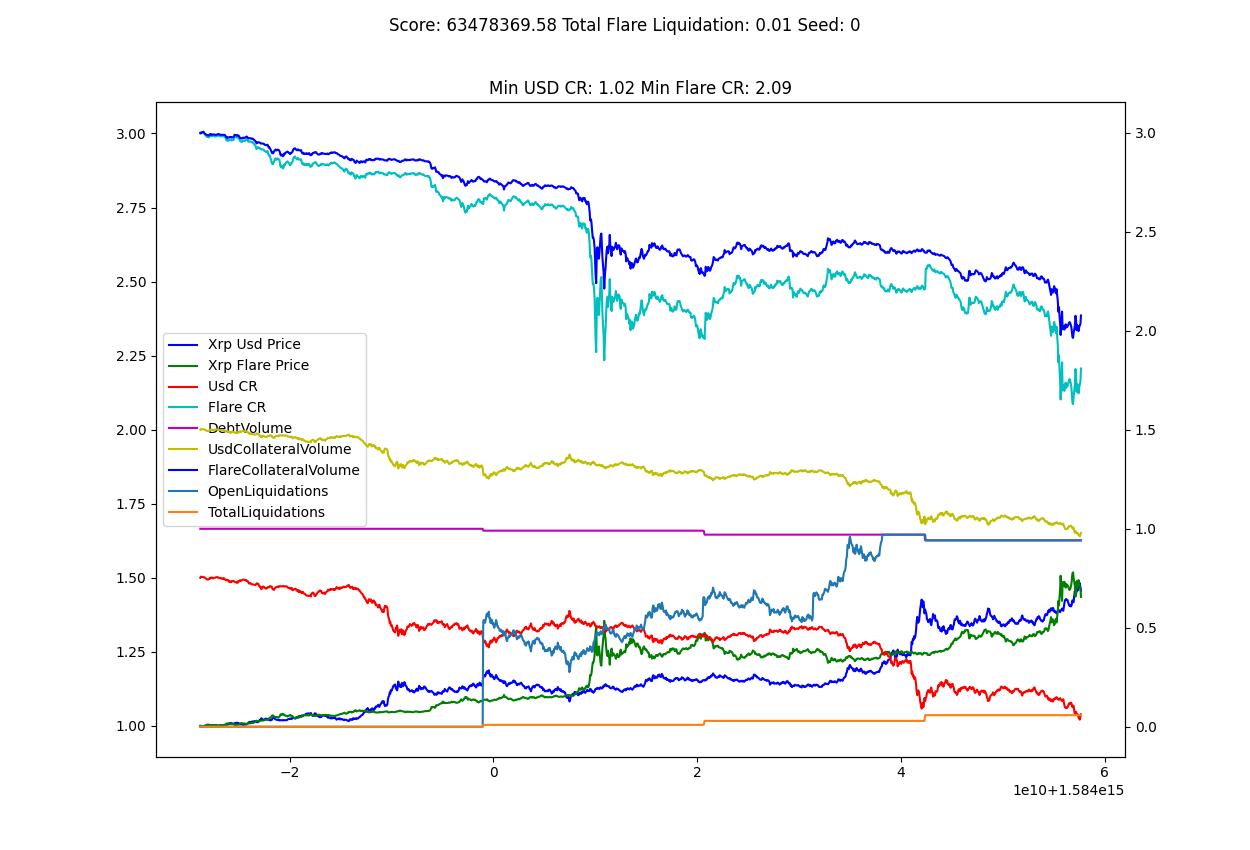 Score: 63478369.58 Total Flare Liquidation: 0.01 Seed: 0
Min USD CR: 1.02 Min Flare CR: 2.09
3.00
2.75
2.50
2.25
2.00
1.75
1.50
1.25
1.00
3.0
2.5
2.0
1.5
1.0
0.5
0.0
Xrp Usd Price
Xrp Flare Price
Usd CR
Flare CR
DebtVolume
UsdCollateralVolume
FlareCollateralVolume
OpenLiquidations
TotalLiquidations
−2 0 2 4 6
1e10+1.584e15